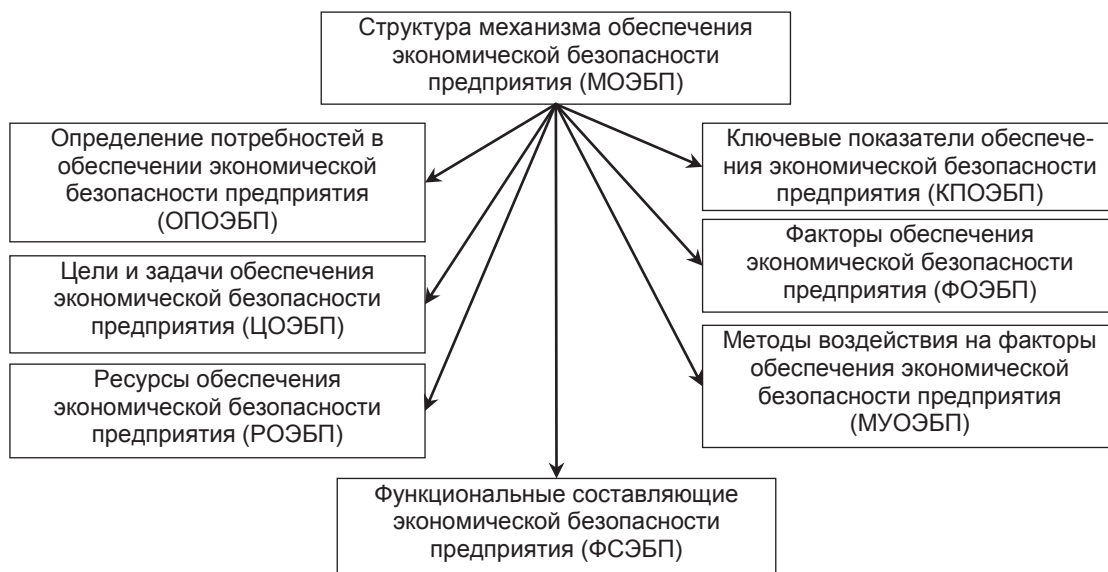 Структура механизма обеспечения
экономической безопасности
предприятия (МОЭБП)
Определение потребностей в
обеспечении экономической
безопасности предприятия
(ОПОЭБП)
Цели и задачи обеспечения
экономической безопасности
предприятия (ЦОЭБП)
Ресурсы обеспечения
экономической безопасности
предприятия (РОЭБП)
Ключевые показатели обеспече-
ния экономической безопасности
предприятия (КПОЭБП)
Факторы обеспечения
экономической безопасности
предприятия (ФОЭБП)
Методы воздействия на факторы
обеспечения экономической
безопасности предприятия
(МУОЭБП)
Функциональные составляющие
экономической безопасности
предприятия (ФСЭБП)